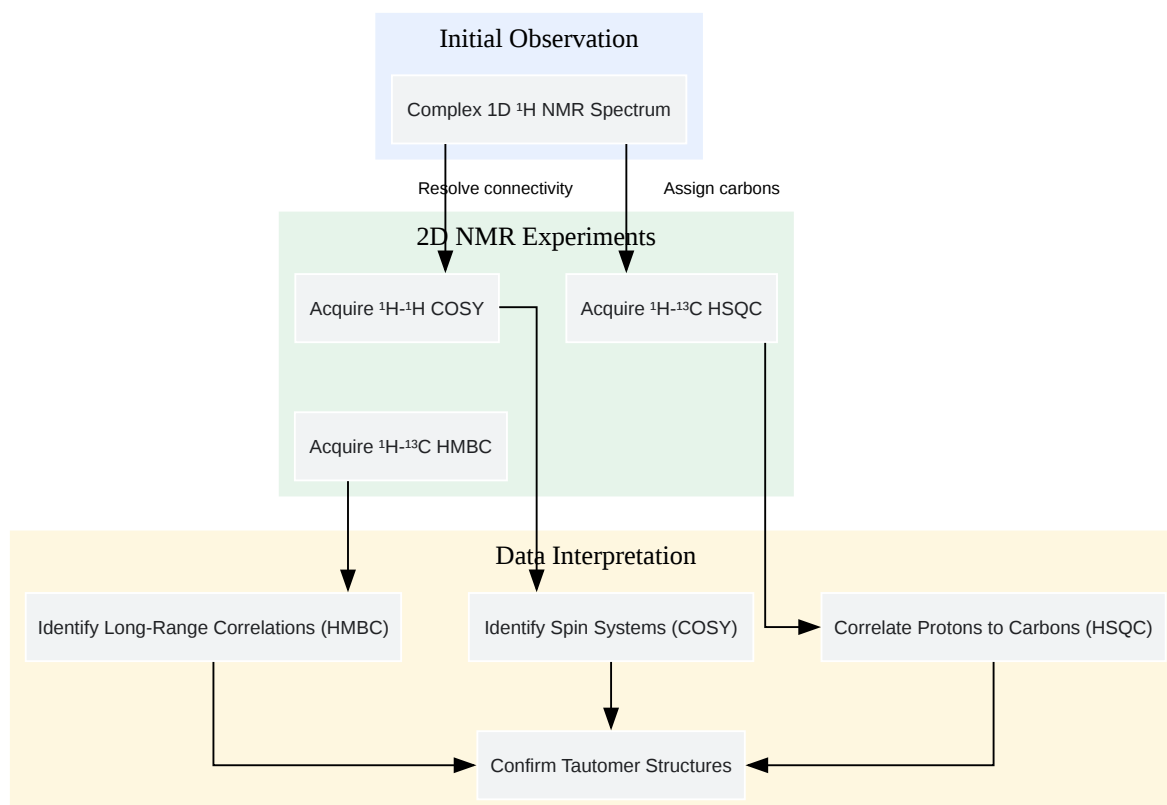 Initial Observation
Complex 1D ¹H NMR Spectrum
Resolve connectivity
Assign carbons
2D NMR Experiments
Acquire ¹H-¹H COSY
Acquire ¹H-¹³C HSQC
Acquire ¹H-¹³C HMBC
Data Interpretation
Identify Long-Range Correlations (HMBC)
Identify Spin Systems (COSY)
Correlate Protons to Carbons (HSQC)
Confirm Tautomer Structures